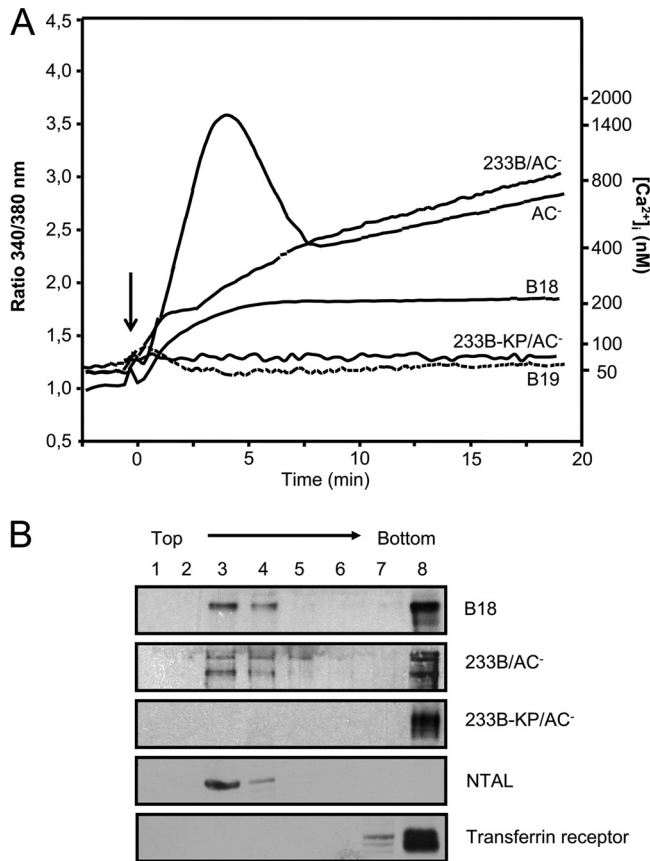 A
Ratio 340/380 nm
4,5
4,0
3,5
3,0
2,5
2,0
1,5
1,0
0,5
0
5
10
15
20
Time (min)
2000
1400
800
400
200
100
50
[Ca²⁺]ᵢ (nM)
233B/AC⁻
AC⁻
B18
233B-KP/AC⁻
B19
B
Top Bottom
1 2 3 4 5 6 7 8
B18
233B/AC⁻
233B-KP/AC⁻
NTAL
Transferrin receptor